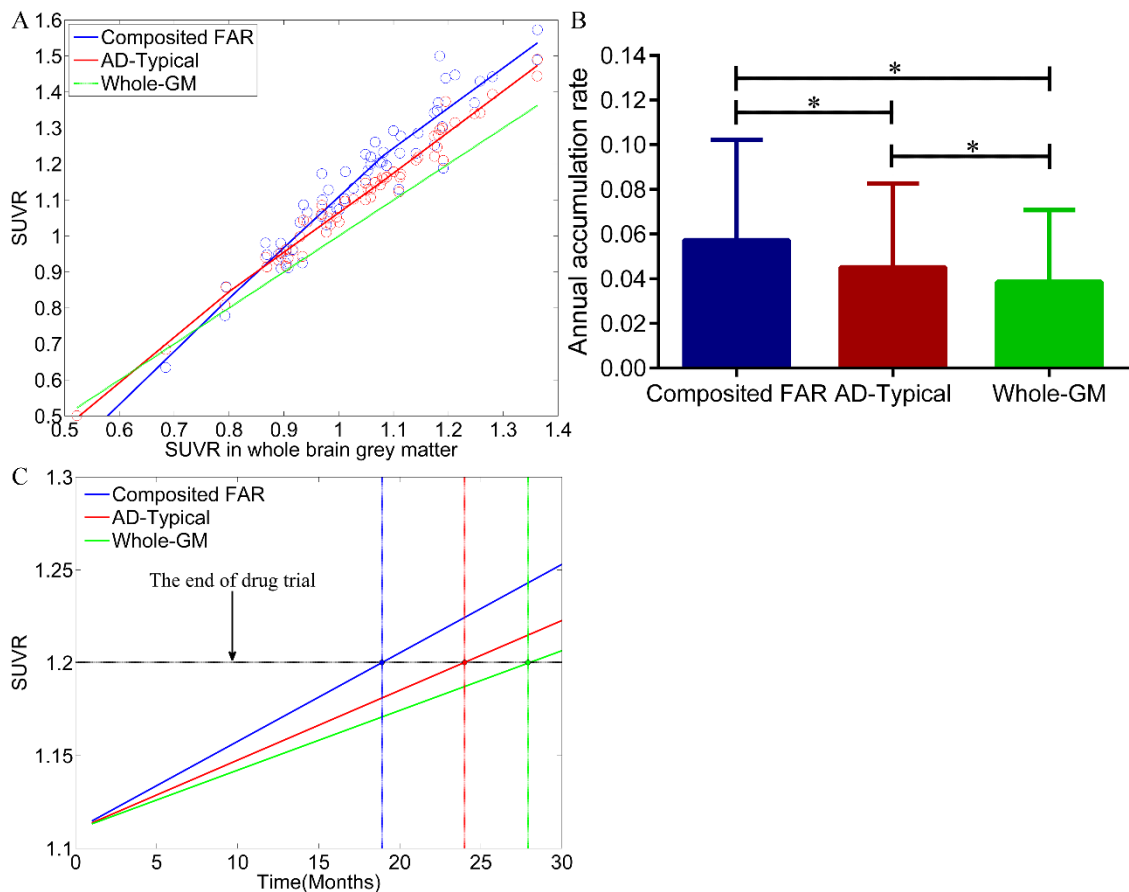 A
Composited FAR
AD-Typical
Whole-GM
SUVR
1.6
1.5
1.4
1.3
1.2
1.1
1
0.9
0.8
0.7
0.6
0.5
0.5 0.6 0.7 0.8 0.9 1 1.1 1.2 1.3 1.4
SUVR in whole brain grey matter
B
Annual accumulation rate
0.14
0.12
0.10
0.08
0.06
0.04
0.02
0.00
*
*
*
Composited FAR AD-Typical Whole-GM
C
Composited FAR
AD-Typical
Whole-GM
The end of drug trial
SUVR
1.3
1.25
1.2
1.15
1.1
0 5 10 15 20 25 30
Time(Months)